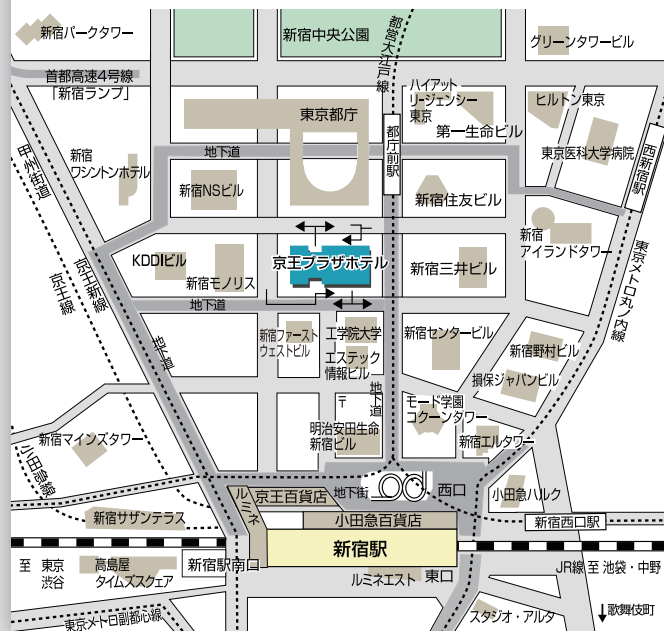 新宿パークタワー
新宿中央公園
都営大江戸線
グリーンタワービル
首都高速4号線
「新宿ランプ」
ハイアット
リージェンシー
東京
ヒルトン東京
東京都庁
第一生命ビル
都庁前駅
東京医科大学病院
西新宿駅
甲州街道
新宿
ワシントンホテル
地下道
新宿NSビル
新宿住友ビル
新宿
アイランドタワー
KDDIビル
新宿モノリス
京王プラザホテル
新宿三井ビル
京王新線
京王線
東京メトロ丸ノ内線
地下道
地下道
新宿ファースト
ウェストビル
工学院大学
エステック
情報ビル
新宿センタービル
新宿野村ビル
損保ジャパンビル
地下道
〒
モード学園
コクーンタワー
明治安田生命
新宿ビル
新宿エルタワー
新宿マインズタワー
小田急線
ルミネ
京王百貨店
地下街
西口
小田急ハルク
新宿サザンテラス
小田急百貨店
新宿西口駅
新宿駅
至 東京
渋谷
高島屋
タイムズスクェア
新宿駅南口
ルミネエスト
東口
JR線 至 池袋・中野
東京メトロ副都心線
スタジオ・アルタ
↓歌舞伎町